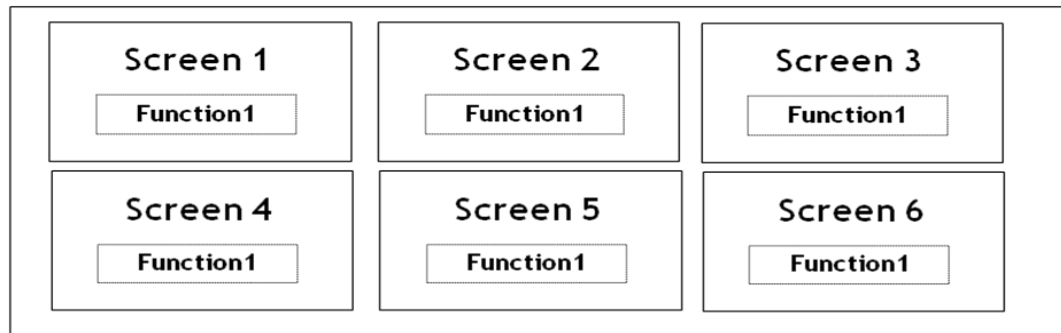 Screen 1
Function1
Screen 2
Function1
Screen 3
Function1
Screen 4
Function1
Screen 5
Function1
Screen 6
Function1